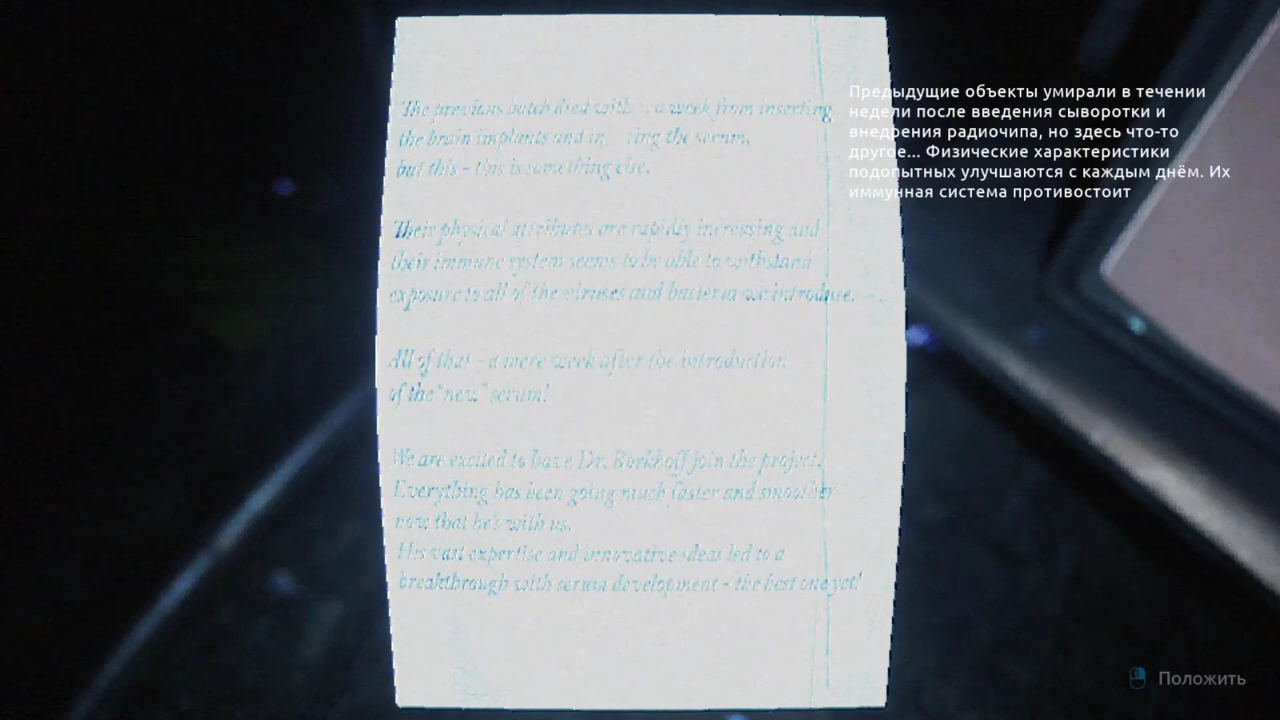 The previous batch died a week from inserting
the brain implants and the serum,
but this - this is something else.
Their physical attributes are rapidly increasing and
their immune system seems to be able to withstand
exposure to all of the viruses and bacteria we introduce.
All of that - a mere week after the introduction
of the "new" serum!
We are excited to have Dr. Borkhoff join the project.
Everything has been going much faster and smoother
now that he's with us.
His vast expertise and innovative ideas led to a
breakthrough with serum development - the best one yet!
Предыдущие объекты умирали в течении
недели после введения сыворотки и
внедрения радиочипа, но здесь что-то
другое... Физические характеристики
подопытных улучшаются с каждым днём. Их
иммунная система противостоит
Положить